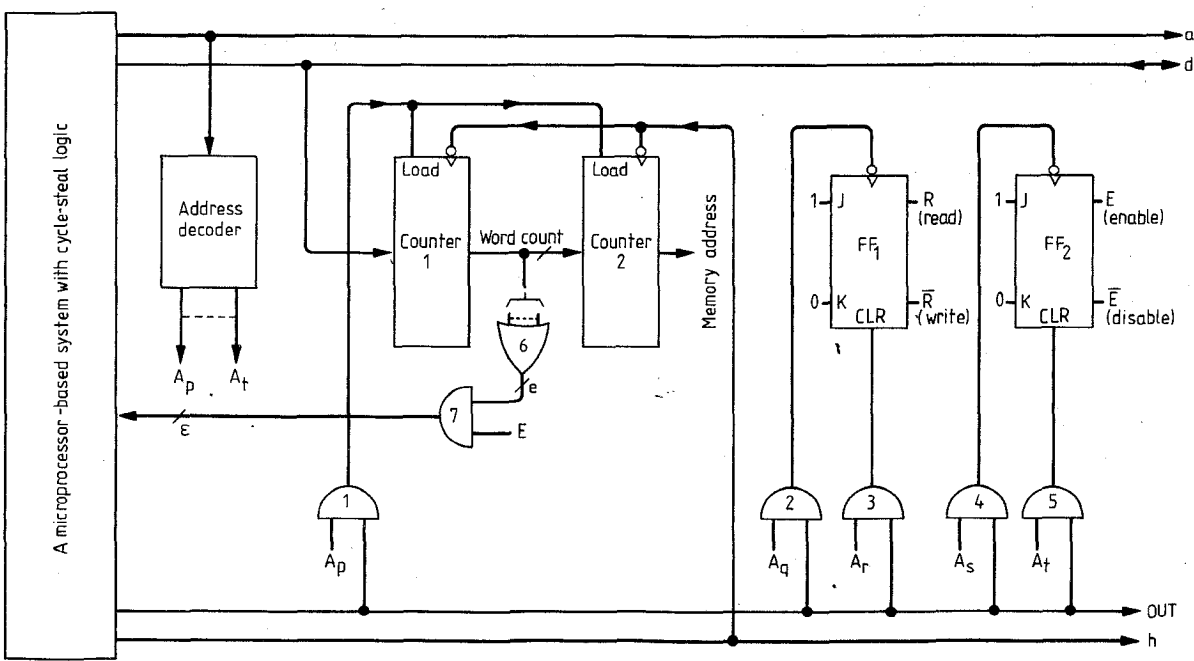 A microprocessor-based system with cycle-steal logic
a
d
Address
decoder
Ap
At
Load
Counter
1
Word count
Load
Counter
2
Memory address
6
e
7
E
ε
1
Ap
1
J
R
(read)
FF1
0
K
R̅
(write)
CLR
1
J
E
(enable)
FF2
0
K
E̅
(disable)
CLR
2
3
4
5
Aq
Ar
As
At
OUT
h